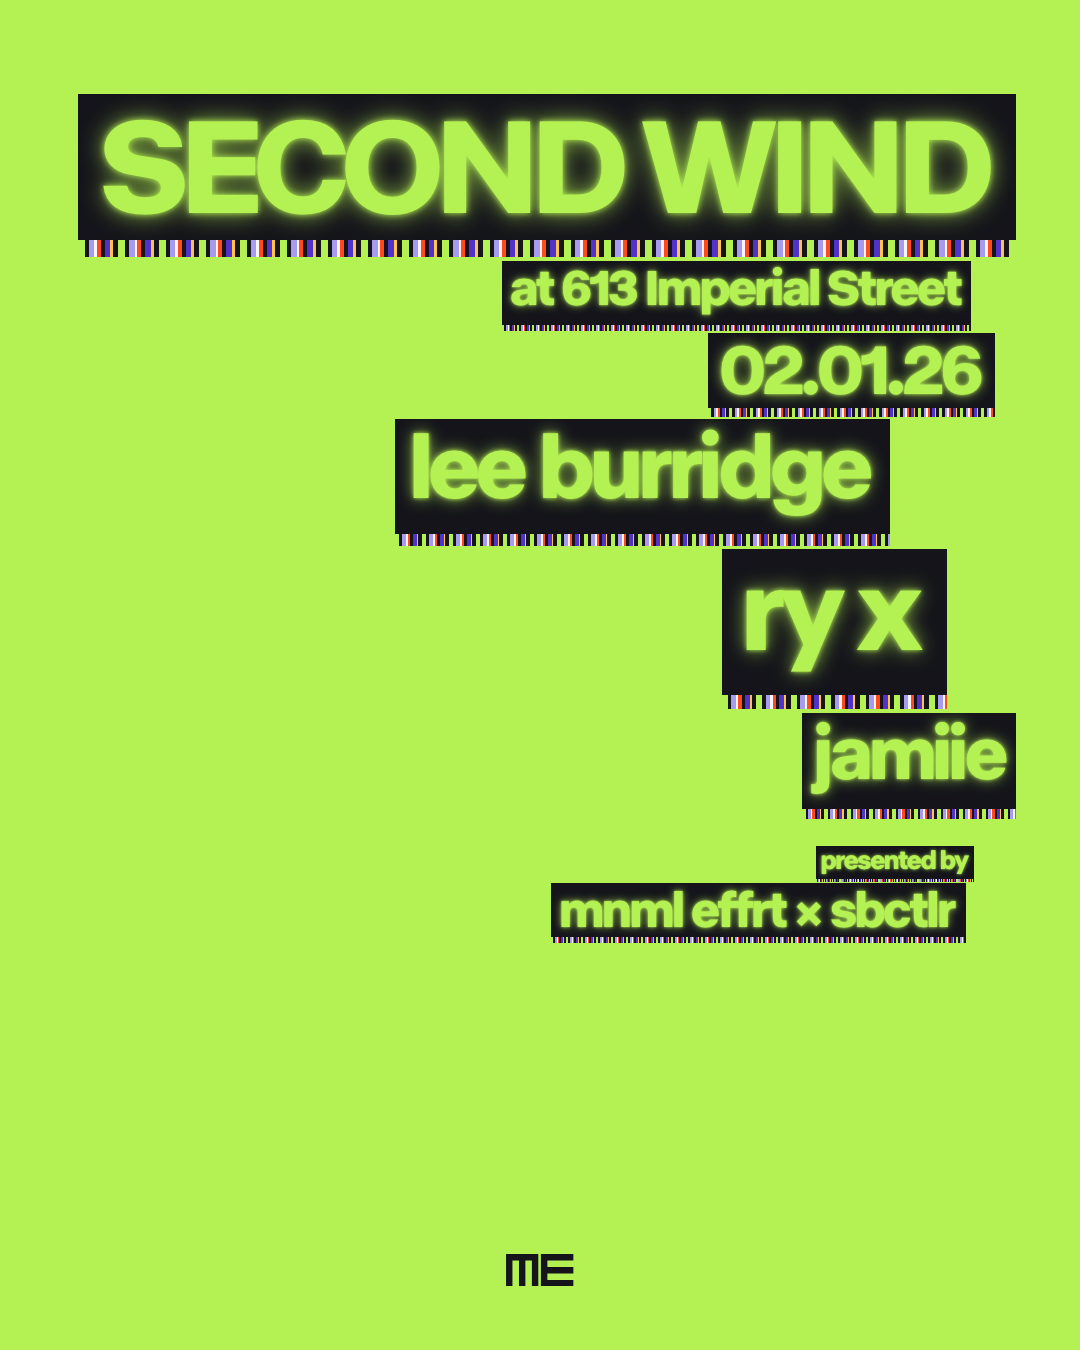 SECOND WIND
at 613 Imperial Street
02.01.26
lee burridge
ry x
jamiie
presented by
mnml effrt × sbctlr
ME